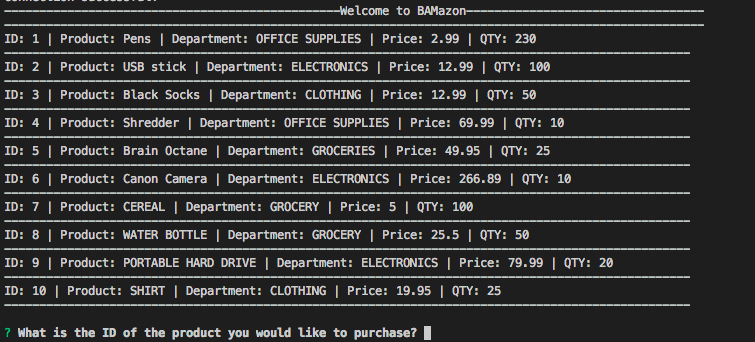 Welcome to BAMazon
ID: 1 | Product: Pens | Department: OFFICE SUPPLIES | Price: 2.99 | QTY: 230
ID: 2 | Product: USB stick | Department: ELECTRONICS | Price: 12.99 | QTY: 100
ID: 3 | Product: Black Socks | Department: CLOTHING | Price: 12.99 | QTY: 50
ID: 4 | Product: Shredder | Department: OFFICE SUPPLIES | Price: 69.99 | QTY: 10
ID: 5 | Product: Brain Octane | Department: GROCERIES | Price: 49.95 | QTY: 25
ID: 6 | Product: Canon Camera | Department: ELECTRONICS | Price: 266.89 | QTY: 10
ID: 7 | Product: CEREAL | Department: GROCERY | Price: 5 | QTY: 100
ID: 8 | Product: WATER BOTTLE | Department: GROCERY | Price: 25.5 | QTY: 50
ID: 9 | Product: PORTABLE HARD DRIVE | Department: ELECTRONICS | Price: 79.99 | QTY: 20
ID: 10 | Product: SHIRT | Department: CLOTHING | Price: 19.95 | QTY: 25
? What is the ID of the product you would like to purchase?